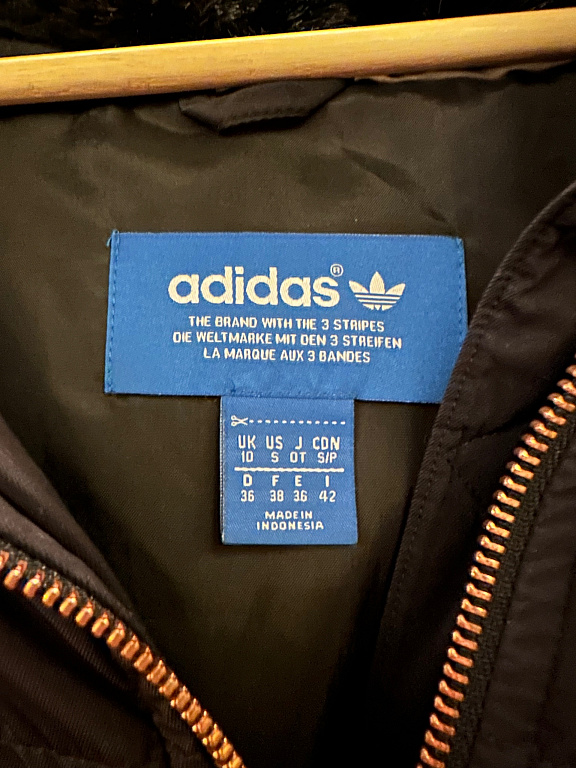 adidas®
THE BRAND WITH THE 3 STRIPES
DIE WELTMARKE MIT DEN 3 STREIFEN
LA MARQUE AUX 3 BANDES
UK US J CDN
10 S OT S/P
D F E I
36 38 36 42
MADE IN
INDONESIA